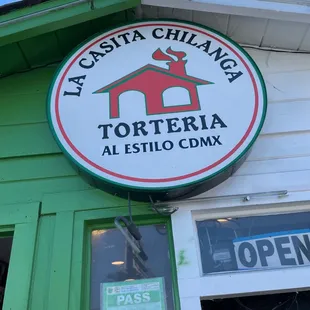 LA CASITA CHILANGA
TORTERIA
AL ESTILO CDMX
OPEN
PASS